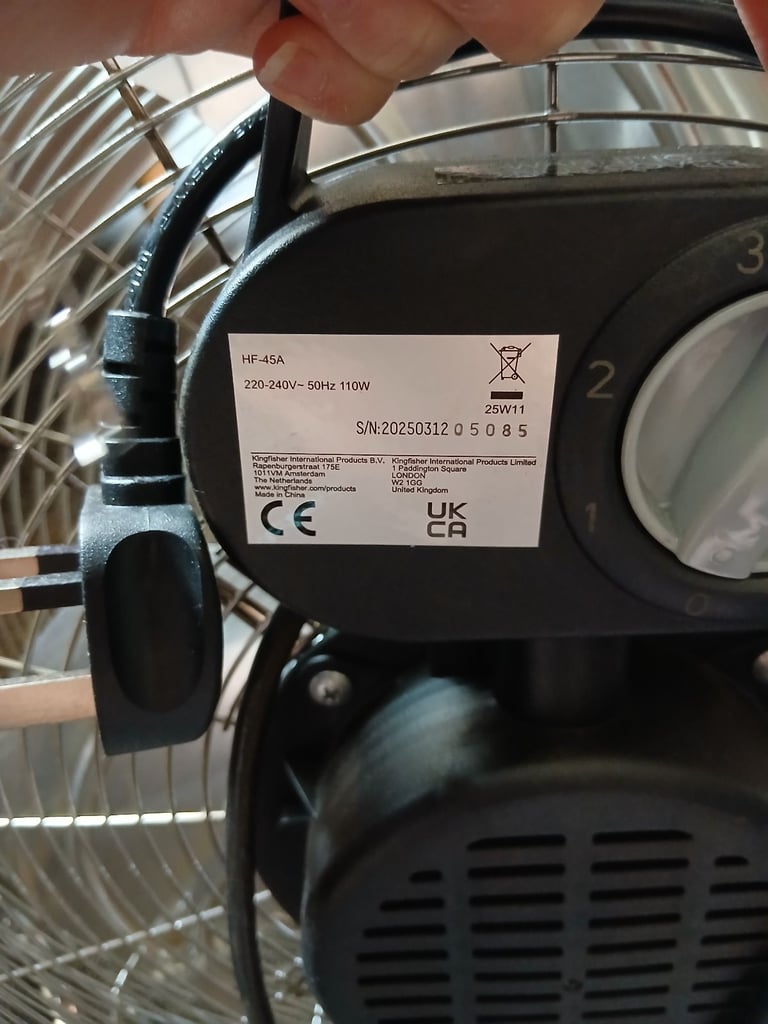 HF-45A
220-240V~ 50Hz 110W
25W11
S/N:20250312 05085
Kingfisher International Products B.V.
Rapenburgerstraat 175E
1011VM Amsterdam
The Netherlands
www.kingfisher.com/products
Made in China
CE
Kingfisher International Products Limited
1 Paddington Square
LONDON
W2 1GG
United Kingdom
UK
CA
3
2
1
0